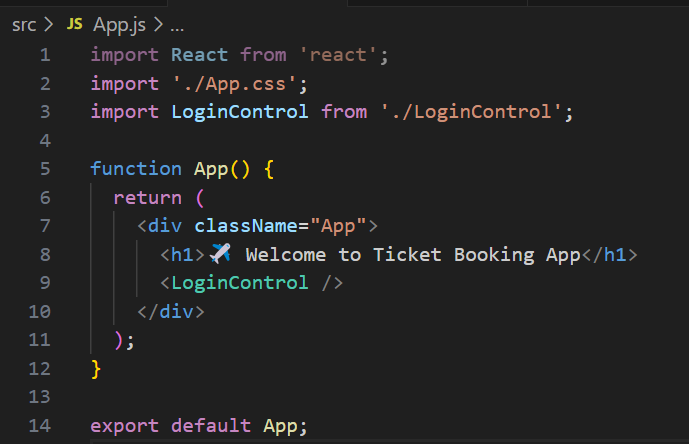 src > JS App.js > ...
1 import React from 'react';
2 import './App.css';
3 import LoginControl from './LoginControl';
4
5 function App() {
6   return (
7     <div className="App">
8       <h1>✈️ Welcome to Ticket Booking App</h1>
9       <LoginControl />
10     </div>
11   );
12 }
13
14 export default App;